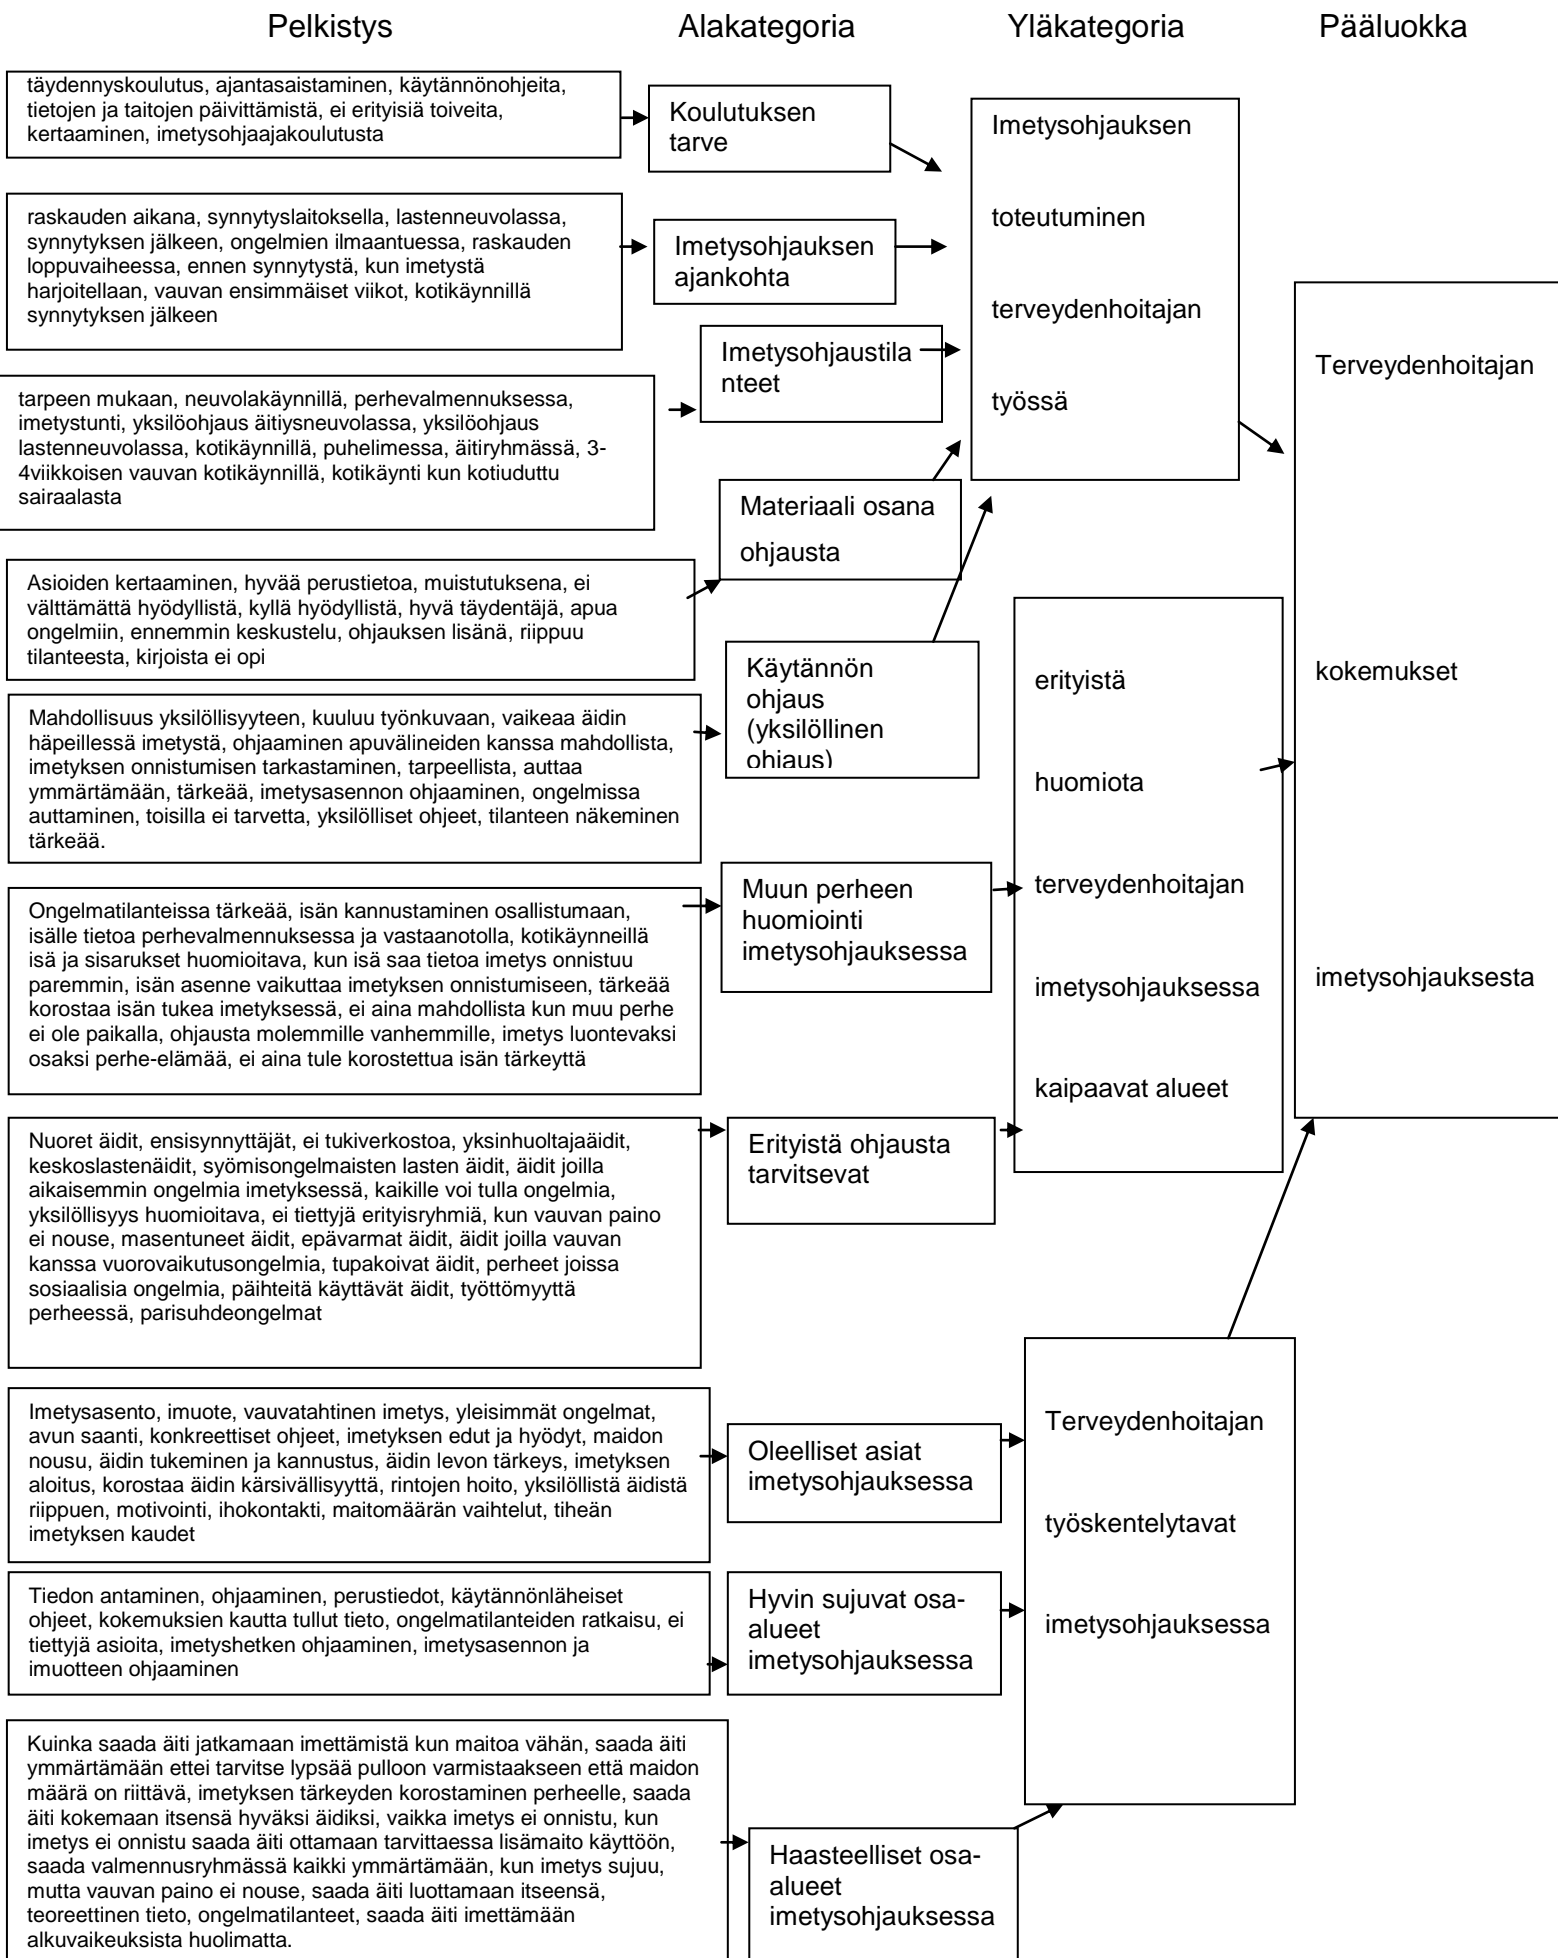 Pelkistys
Alakategoria
Yläkategoria
Pääluokka
täydennyskoulutus, ajantasaistaminen, käytännönohjeita,
tietojen ja taitojen päivittämistä, ei erityisiä toiveita,
kertaaminen, imetysohjaajakoulutusta
raskauden aikana, synnytyslaitoksella, lastenneuvolassa,
synnytyksen jälkeen, ongelmien ilmaantuessa, raskauden
loppuvaiheessa, ennen synnytystä, kun imetystä
harjoitellaan, vauvan ensimmäiset viikot, kotikäynnillä
synnytyksen jälkeen
tarpeen mukaan, neuvolakäynnillä, perhevalmennuksessa,
imetystunti, yksilöohjaus äitiysneuvolassa, yksilöohjaus
lastenneuvolassa, kotikäynnillä, puhelimessa, äitiryhmässä, 3-
4viikkoisen vauvan kotikäynnillä, kotikäynti kun kotiuduttu
sairaalasta
Asioiden kertaaminen, hyvää perustietoa, muistutuksena, ei
välttämättä hyödyllistä, kyllä hyödyllistä, hyvä täydentäjä, apua
ongelmiin, ennemmin keskustelu, ohjauksen lisänä, riippuu
tilanteesta, kirjoista ei opi
Mahdollisuus yksilöllisyyteen, kuuluu työnkuvaan, vaikeaa äidin
häpeillessä imetystä, ohjaaminen apuvälineiden kanssa mahdollista,
imetyksen onnistumisen tarkastaminen, tarpeellista, auttaa
ymmärtämään, tärkeää, imetysasennon ohjaaminen, ongelmissa
auttaminen, toisilla ei tarvetta, yksilölliset ohjeet, tilanteen näkeminen
tärkeää.
Ongelmatilanteissa tärkeää, isän kannustaminen osallistumaan,
isälle tietoa perhevalmennuksessa ja vastaanotolla, kotikäynneillä
isä ja sisarukset huomioitava, kun isä saa tietoa imetys onnistuu
paremmin, isän asenne vaikuttaa imetyksen onnistumiseen, tärkeää
korostaa isän tukea imetyksessä, ei aina mahdollista kun muu perhe
ei ole paikalla, ohjausta molemmille vanhemmille, imetys luontevaksi
osaksi perhe-elämää, ei aina tule korostettua isän tärkeyttä
Nuoret äidit, ensisynnyttäjät, ei tukiverkostoa, yksinhuoltajaäidit,
keskoslastenäidit, syömisongelmaisten lasten äidit, äidit joilla
aikaisemmin ongelmia imetyksessä, kaikille voi tulla ongelmia,
yksilöllisyys huomioitava, ei tiettyjä erityisryhmiä, kun vauvan paino
ei nouse, masentuneet äidit, epävarmat äidit, äidit joilla vauvan
kanssa vuorovaikutusongelmia, tupakoivat äidit, perheet joissa
sosiaalisia ongelmia, päihteitä käyttävät äidit, työttömyyttä
perheessä, parisuhdeongelmat
Imetysasento, imuote, vauvatahtinen imetys, yleisimmät ongelmat,
avun saanti, konkreettiset ohjeet, imetyksen edut ja hyödyt, maidon
nousu, äidin tukeminen ja kannustus, äidin levon tärkeys, imetyksen
aloitus, korostaa äidin kärsivällisyyttä, rintojen hoito, yksilöllistä äidistä
riippuen, motivointi, ihokontakti, maitomäärän vaihtelut, tiheän
imetyksen kaudet
Tiedon antaminen, ohjaaminen, perustiedot, käytännönläheiset
ohjeet, kokemuksien kautta tullut tieto, ongelmatilanteiden ratkaisu, ei
tiettyjä asioita, imetyshetken ohjaaminen, imetysasennon ja
imuotteen ohjaaminen
Kuinka saada äiti jatkamaan imettämistä kun maitoa vähän, saada äiti
ymmärtämään ettei tarvitse lypsää pulloon varmistaakseen että maidon
määrä on riittävä, imetyksen tärkeyden korostaminen perheelle, saada
äiti kokemaan itsensä hyväksi äidiksi, vaikka imetys ei onnistu, kun
imetys ei onnistu saada äiti ottamaan tarvittaessa lisämaito käyttöön,
saada valmennusryhmässä kaikki ymmärtämään, kun imetys sujuu,
mutta vauvan paino ei nouse, saada äiti luottamaan itseensä,
teoreettinen tieto, ongelmatilanteet, saada äiti imettämään
alkuvaikeuksista huolimatta.
Koulutuksen
tarve
Imetysohjauksen
ajankohta
Imetysohjaustila
nteet
Materiaali osana
ohjausta
Käytännön
ohjaus
(yksilöllinen
ohjaus)
Muun perheen
huomiointi
imetysohjauksessa
Erityistä ohjausta
tarvitsevat
Oleelliset asiat
imetysohjauksessa
Hyvin sujuvat osa-
alueet
imetysohjauksessa
Haasteelliset osa-
alueet
imetysohjauksessa
Imetysohjauksen
toteutuminen
terveydenhoitajan
työssä
erityistä
huomiota
terveydenhoitajan
imetysohjauksessa
kaipaavat alueet
Terveydenhoitajan
työskentelytavat
imetysohjauksessa
Terveydenhoitajan
kokemukset
imetysohjauksesta